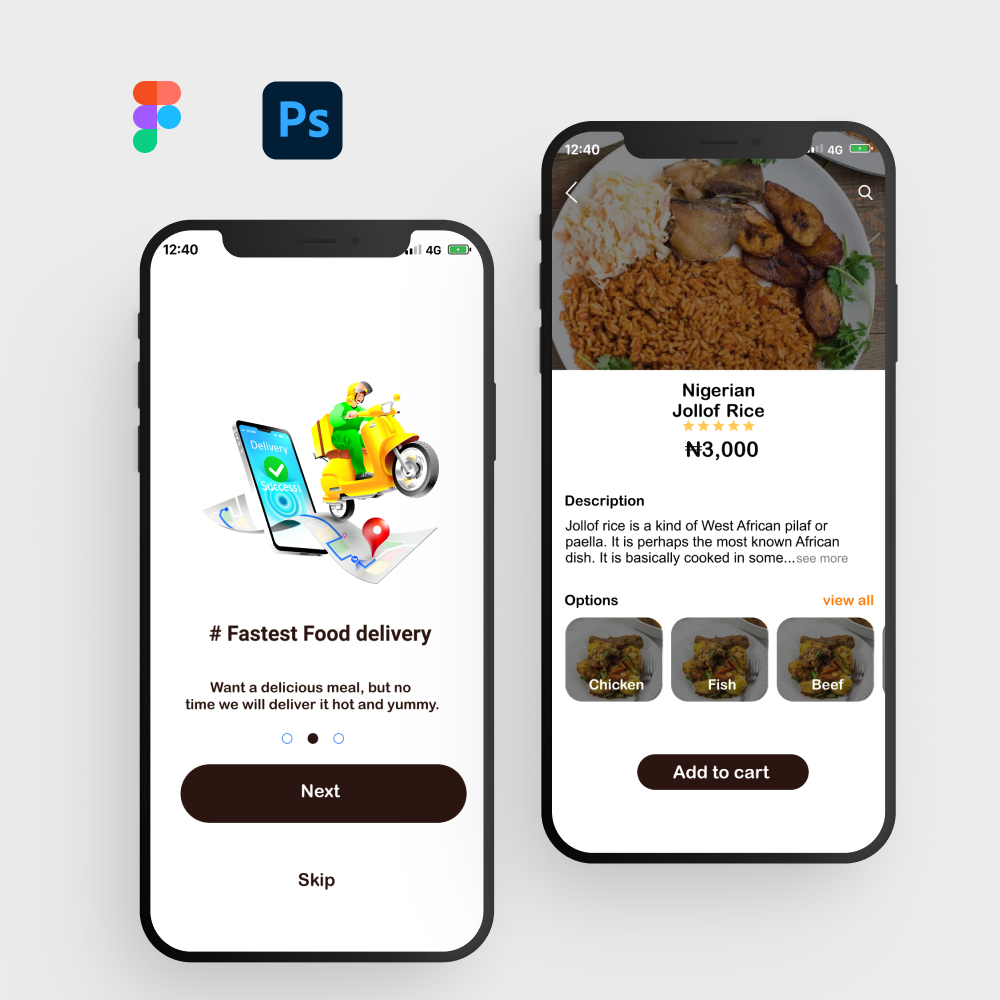 Ps
12:40
4G
Delivery
Success!
# Fastest Food delivery
Want a delicious meal, but no
time we will deliver it hot and yummy.
Next
Skip
12:40
4G
Nigerian
Jollof Rice
₦3,000
Description
Jollof rice is a kind of West African pilaf or
paella. It is perhaps the most known African
dish. It is basically cooked in some...see more
Options
view all
Chicken
Fish
Beef
Add to cart